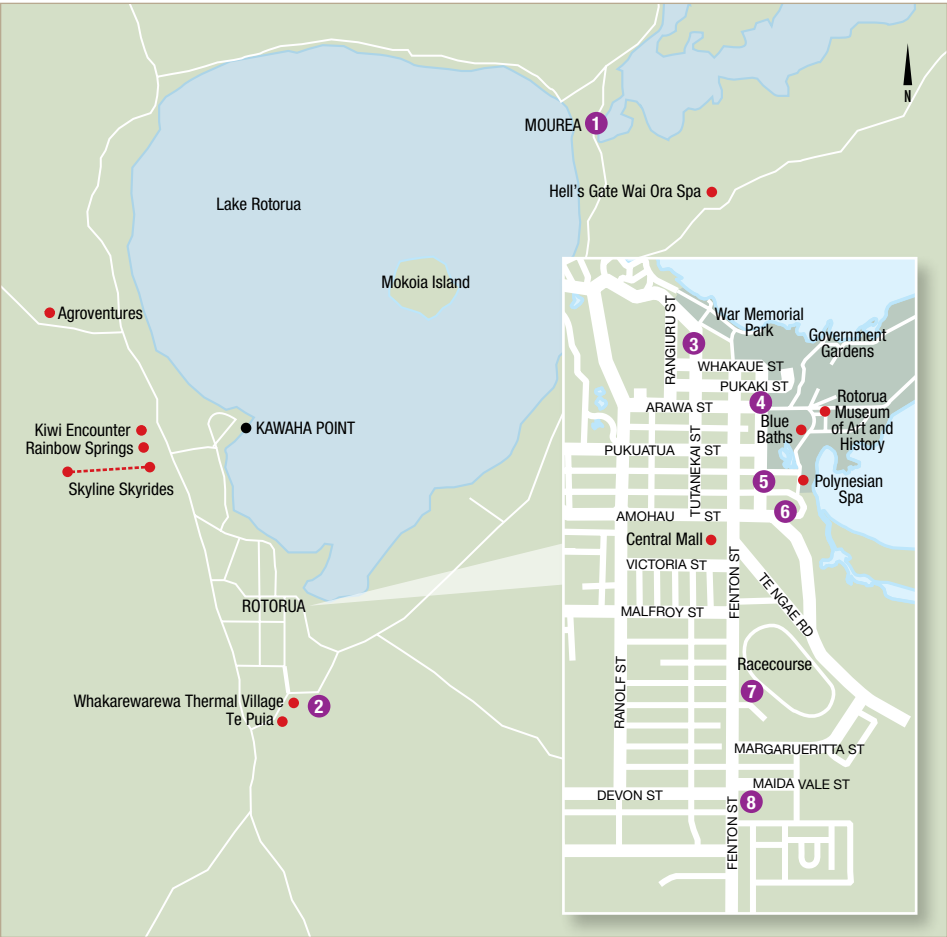 N
MOUREA 1
Hell's Gate Wai Ora Spa
Lake Rotorua
Mokoia Island
Agroventures
Kiwi Encounter
Rainbow Springs
Skyline Skyrides
KAWAHA POINT
ROTORUA
Whakarewarewa Thermal Village
Te Puia
2
War Memorial
Park
Government
Gardens
RANGIURU ST
3
WHAKAUE ST
PUKAKI ST
4
ARAWA ST
Blue
Baths
Rotorua
Museum
of Art and
History
PUKUATUA ST
TUTANEKAI ST
5
Polynesian
Spa
6
AMOHAU ST
Central Mall
VICTORIA ST
FENTON ST
TE NGAE RD
MALFROY ST
RANOLF ST
Racecourse
7
MARGARUERITTA ST
MAIDA VALE ST
DEVON ST
8
FENTON ST